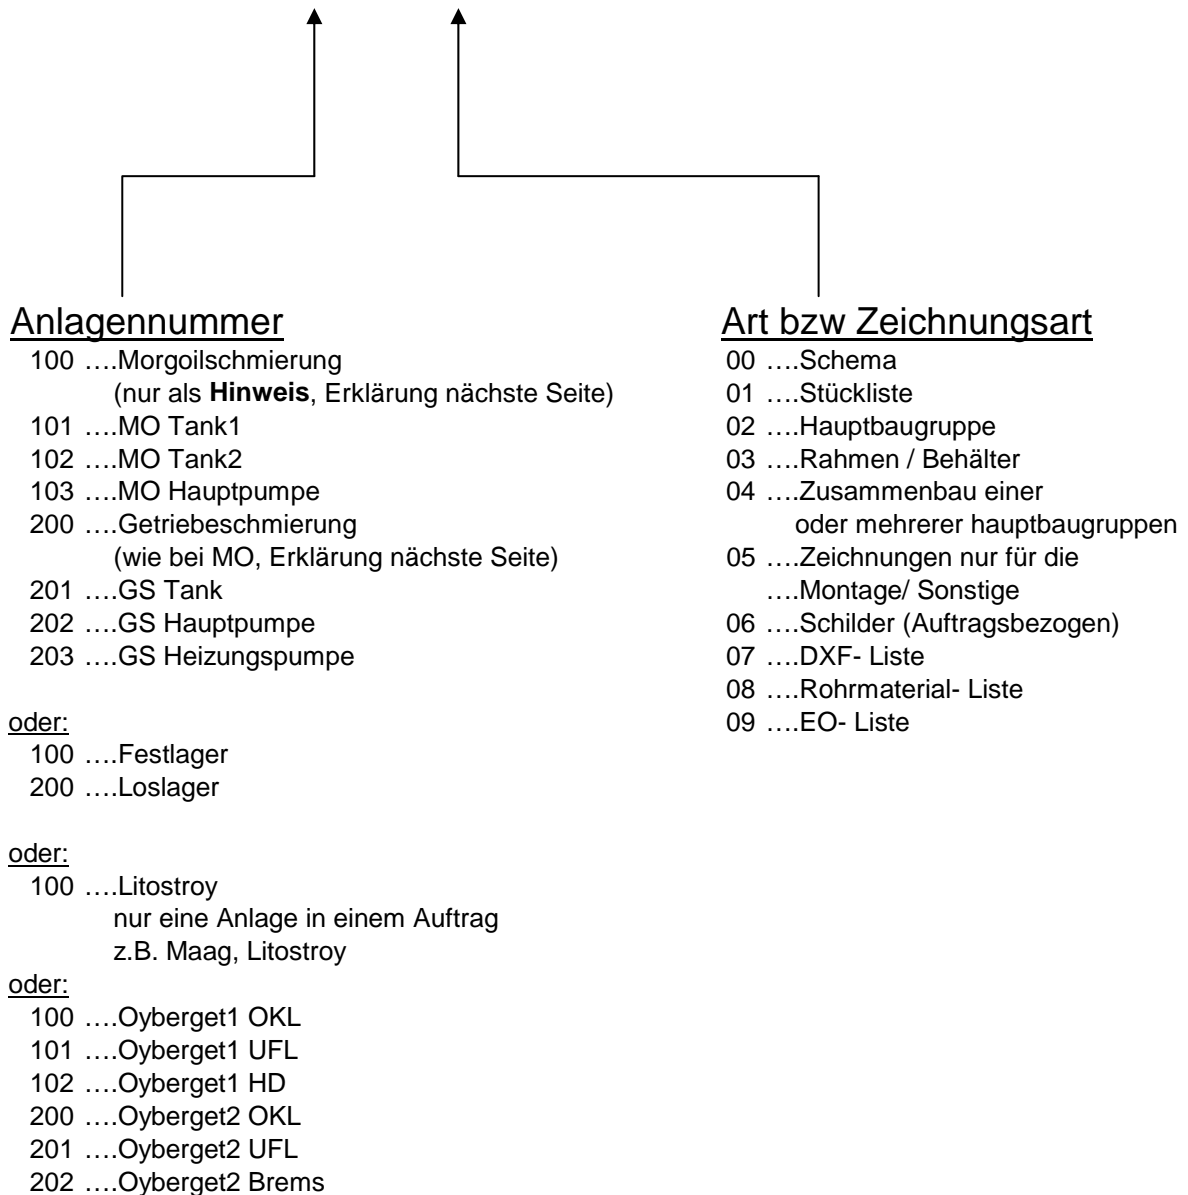 Anlagennummer
100 ....Morgoilschmierung
(nur als Hinweis, Erklärung nächste Seite)
101 ....MO Tank1
102 ....MO Tank2
103 ....MO Hauptpumpe
200 ....Getriebeschmierung
(wie bei MO, Erklärung nächste Seite)
201 ....GS Tank
202 ....GS Hauptpumpe
203 ....GS Heizungspumpe
oder:
100 ....Festlager
200 ....Loslager
oder:
100 ....Litostroy
nur eine Anlage in einem Auftrag
z.B. Maag, Litostroy
oder:
100 ....Oyberget1 OKL
101 ....Oyberget1 UFL
102 ....Oyberget1 HD
200 ....Oyberget2 OKL
201 ....Oyberget2 UFL
202 ....Oyberget2 Brems
Art bzw Zeichnungsart
00 ....Schema
01 ....Stückliste
02 ....Hauptbaugruppe
03 ....Rahmen / Behälter
04 ....Zusammenbau einer
oder mehrerer hauptbaugruppen
05 ....Zeichnungen nur für die
....Montage/ Sonstige
06 ....Schilder (Auftragsbezogen)
07 ....DXF- Liste
08 ....Rohrmaterial- Liste
09 ....EO- Liste